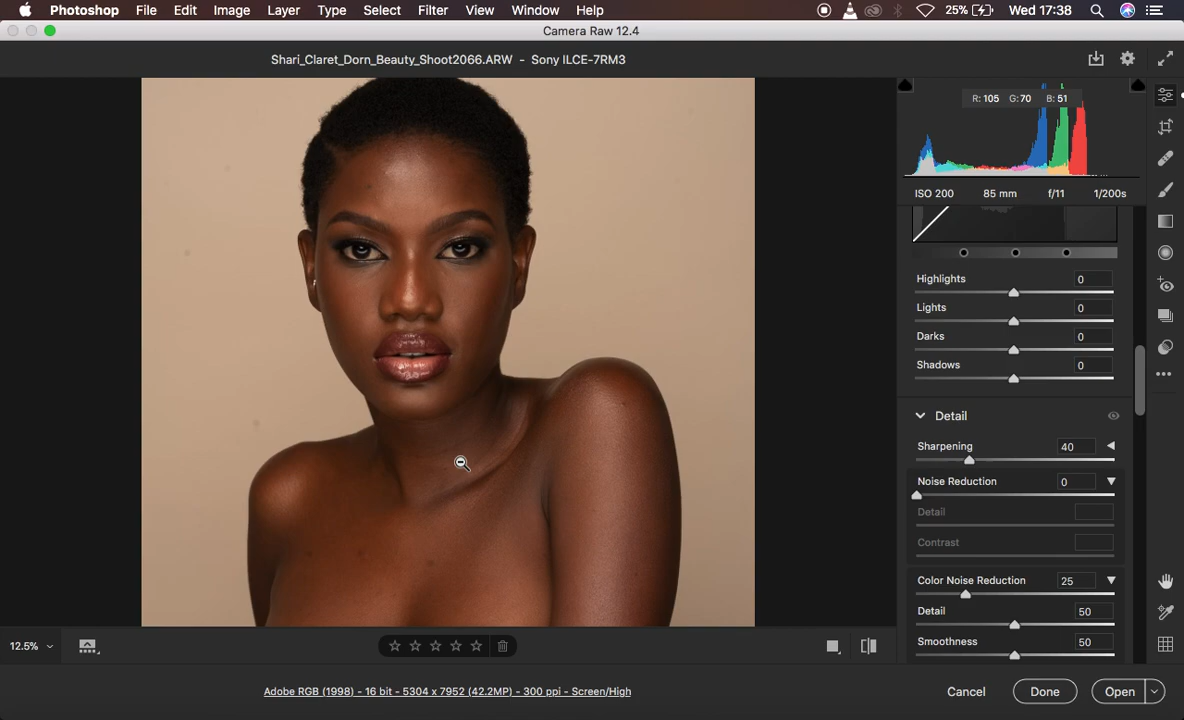 Photoshop File Edit Image Layer Type Select Filter View Window Help 25% Wed 17:38
Camera Raw 12.4
Shari_Claret_Dorn_Beauty_Shoot2066.ARW - Sony ILCE-7RM3
R: 105 G: 70 B: 51
ISO 200 85 mm f/11 1/200s
Highlights 0
Lights 0
Darks 0
Shadows 0
Detail
Sharpening 40
Noise Reduction 0
Detail
Contrast
Color Noise Reduction 25
Detail 50
Smoothness 50
12.5%
Adobe RGB (1998) - 16 bit - 5304 x 7952 (42.2MP) - 300 ppi - Screen/High
Cancel Done Open